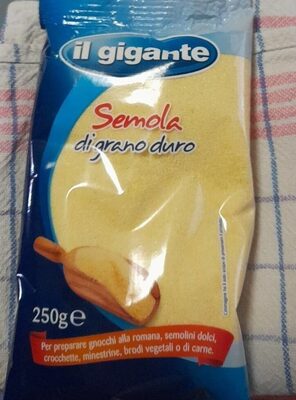 il gigante
Semola
di grano duro
250g e
Per preparare gnocchi alla romana, semolini dolci,
crocchette, minestrine, brodi vegetali o di carne.